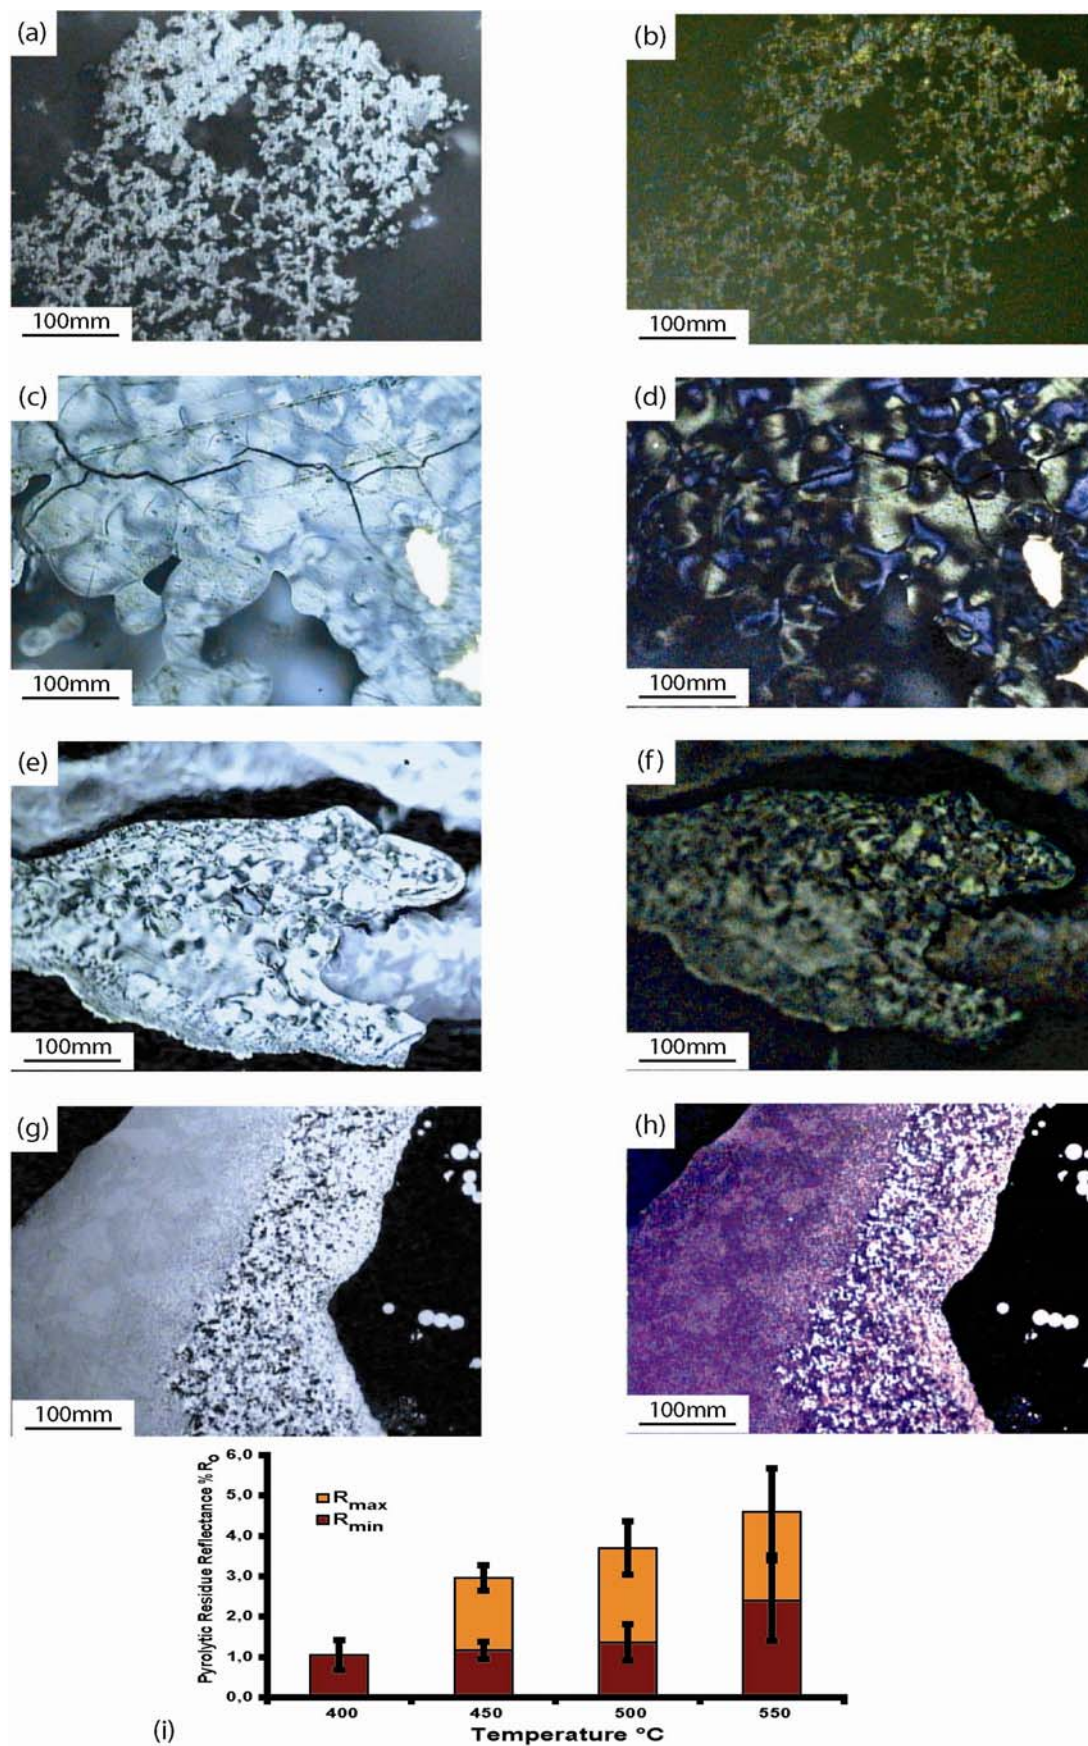 (a)
(b)
100mm
100mm
(c)
(d)
100mm
100mm
(e)
(f)
100mm
100mm
(g)
(h)
100mm
100mm
Pyrolytic Residue Reflectance % Ro
6,0
5,0
4,0
3,0
2,0
1,0
0,0
Rmax
Rmin
400
450
500
550
Temperature ºC
(i)